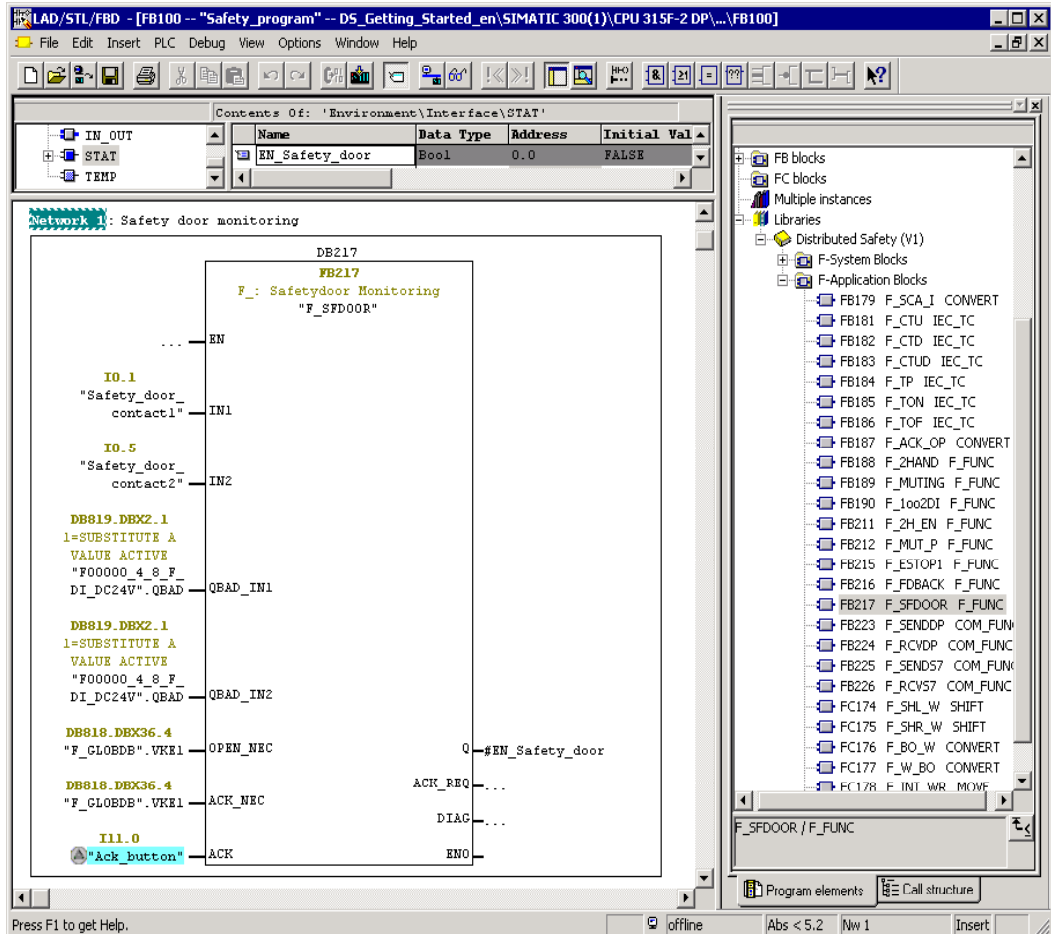 LAD/STL/FBD - [FB100 -- "Safety_program" -- DS_Getting_Started_en\SIMATIC 300(1)\CPU 315F-2 DP\...\FB100]
File Edit Insert PLC Debug View Options Window Help
Contents Of: 'Environment\Interface\STAT'
IN_OUT
STAT
TEMP
Name Data Type Address Initial Val
EN_Safety_door Bool 0.0 FALSE
Network 1: Safety door monitoring
DB217
FB217
F_: Safetydoor Monitoring
"F_SFDOOR"
... EN
I0.1
"Safety_door_
contact1" IN1
I0.5
"Safety_door_
contact2" IN2
DB819.DBX2.1
1=SUBSTITUTE A
VALUE ACTIVE
"F00000_4_8_F_
DI_DC24V".QBAD QBAD_IN1
DB819.DBX2.1
1=SUBSTITUTE A
VALUE ACTIVE
"F00000_4_8_F_
DI_DC24V".QBAD QBAD_IN2
DB818.DBX36.4
"F_GLOBDB".VKE1 OPEN_NEC Q #EN_Safety_door
DB818.DBX36.4
"F_GLOBDB".VKE1 ACK_NEC ACK_REQ ...
DIAG ...
I11.0
"Ack_button" ACK ENO
FB blocks
FC blocks
Multiple instances
Libraries
Distributed Safety (V1)
F-System Blocks
F-Application Blocks
FB179 F_SCA_I CONVERT
FB181 F_CTU IEC_TC
FB182 F_CTD IEC_TC
FB183 F_CTUD IEC_TC
FB184 F_TP IEC_TC
FB185 F_TON IEC_TC
FB186 F_TOF IEC_TC
FB187 F_ACK_OP CONVERT
FB188 F_2HAND F_FUNC
FB189 F_MUTING F_FUNC
FB190 F_1oo2DI F_FUNC
FB211 F_2H_EN F_FUNC
FB212 F_MUT_P F_FUNC
FB215 F_ESTOP1 F_FUNC
FB216 F_FDBACK F_FUNC
FB217 F_SFDOOR F_FUNC
FB223 F_SENDDP COM_FUN
FB224 F_RCVDP COM_FUNC
FB225 F_SENDS7 COM_FUN
FB226 F_RCVS7 COM_FUNC
FC174 F_SHL_W SHIFT
FC175 F_SHR_W SHIFT
FC176 F_BO_W CONVERT
FC177 F_W_BO CONVERT
FC178 F_INT_WR MOVE
F_SFDOOR / F_FUNC
Program elements Call structure
Press F1 to get Help. offline Abs < 5.2 Nw 1 Insert